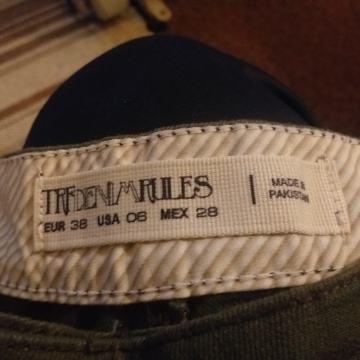 TRFDENIMRULES
EUR 38 USA 06 MEX 28
MADE IN
PAKISTAN